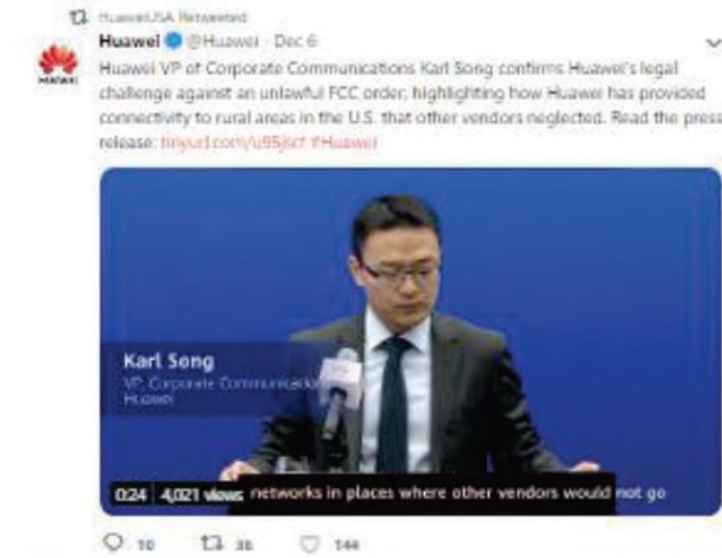 HuaweiUSA Retweeted
Huawei @Huawei · Dec 6
HUAWEI
Huawei VP of Corporate Communications Karl Song confirms Huawei's legal
challenge against an unlawful FCC order, highlighting how Huawei has provided
connectivity to rural areas in the U.S. that other vendors neglected. Read the press
release: #Huawei
Karl Song
VP, Corporate Communications
Huawei
0:24 4,021 views networks in places where other vendors would not go
10 36 144